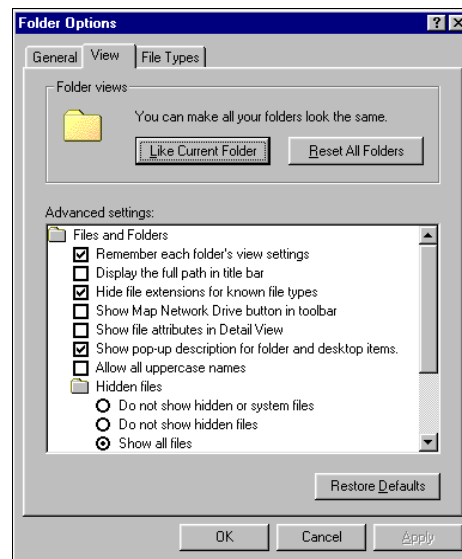 Folder Options
General View File Types
Folder views
You can make all your folders look the same.
Like Current Folder Reset All Folders
Advanced settings:
Files and Folders
Remember each folder's view settings
Display the full path in title bar
Hide file extensions for known file types
Show Map Network Drive button in toolbar
Show file attributes in Detail View
Show pop-up description for folder and desktop items.
Allow all uppercase names
Hidden files
Do not show hidden or system files
Do not show hidden files
Show all files
Restore Defaults
OK Cancel Apply